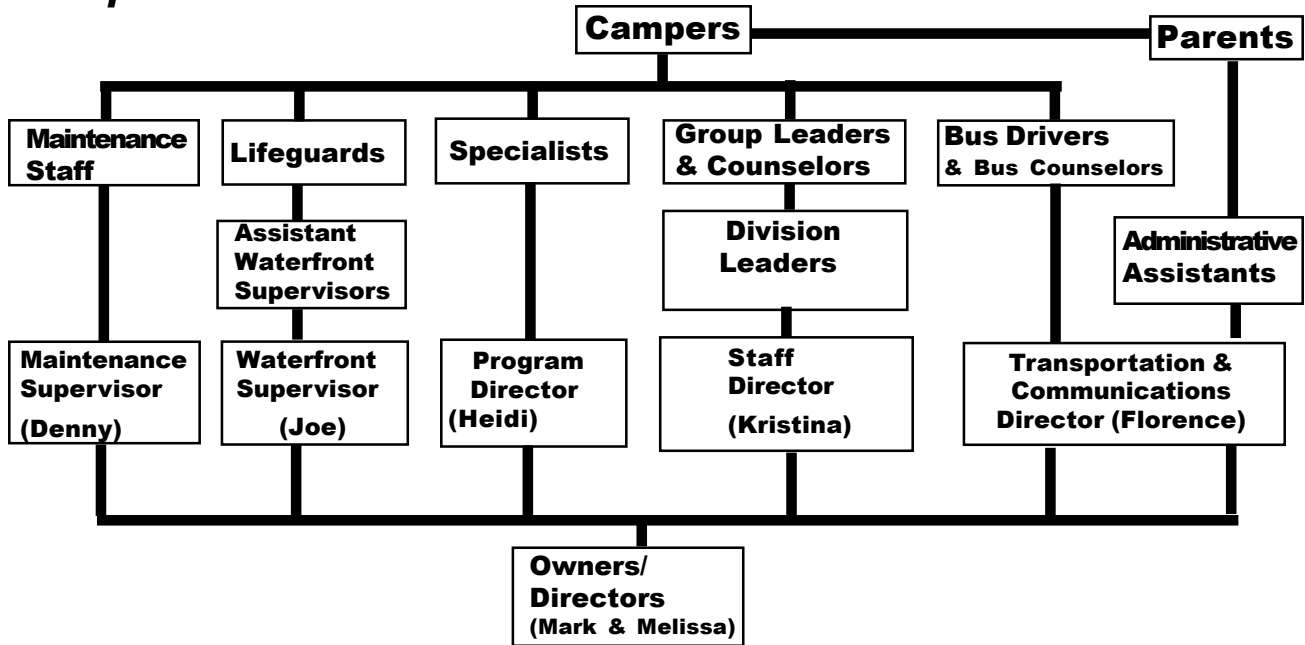 Campers
Parents
Maintenance
Staff
Lifeguards
Specialists
Group Leaders
& Counselors
Bus Drivers
& Bus Counselors
Assistant
Waterfront
Supervisors
Division
Leaders
Administrative
Assistants
Maintenance
Supervisor
(Denny)
Waterfront
Supervisor
(Joe)
Program
Director
(Heidi)
Staff
Director
(Kristina)
Transportation &
Communications
Director (Florence)
Owners/
Directors
(Mark & Melissa)